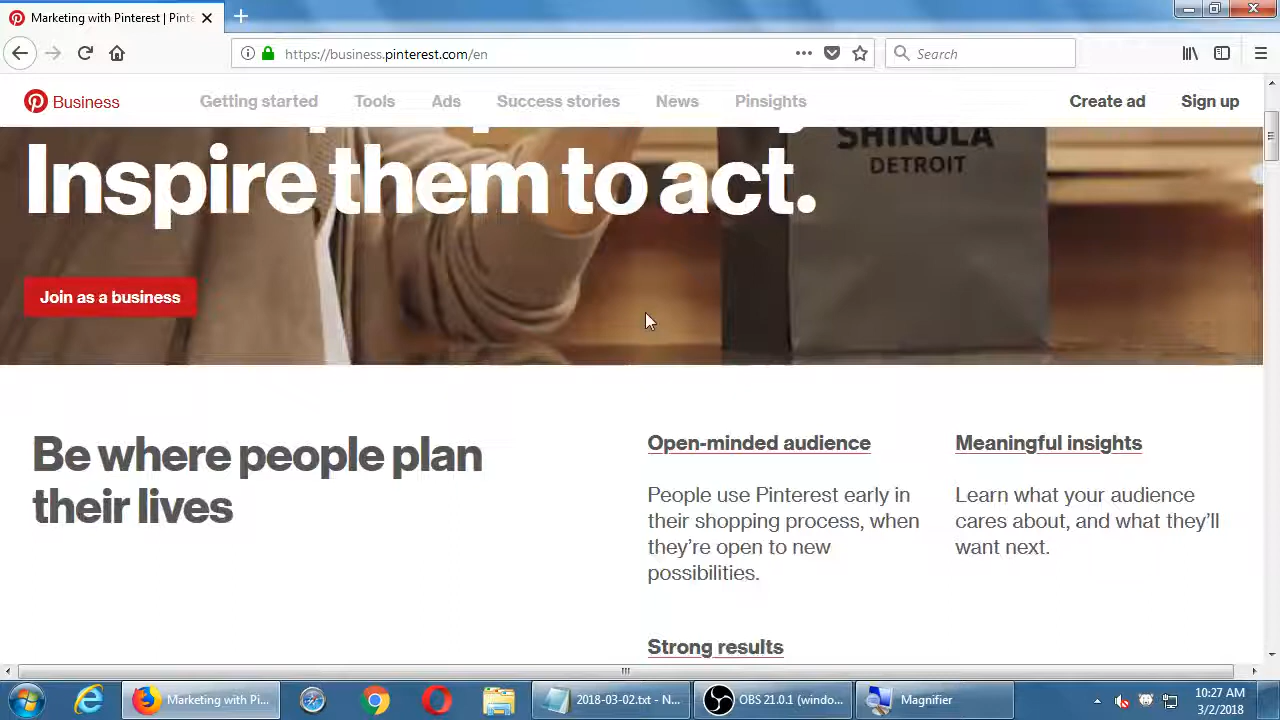 Marketing with Pinterest | Pinte
https://business.pinterest.com/en
Search
Business
Getting started
Tools
Ads
Success stories
News
Pinsights
Create ad
Sign up
Inspire them to act.
SHINOLA
DETROIT
Join as a business
Be where people plan
their lives
Open-minded audience
People use Pinterest early in
their shopping process, when
they're open to new
possibilities.
Meaningful insights
Learn what your audience
cares about, and what they'll
want next.
Strong results
Marketing with Pi...
2018-03-02.txt - N...
OBS 21.0.1 (windo...
Magnifier
10:27 AM
3/2/2018